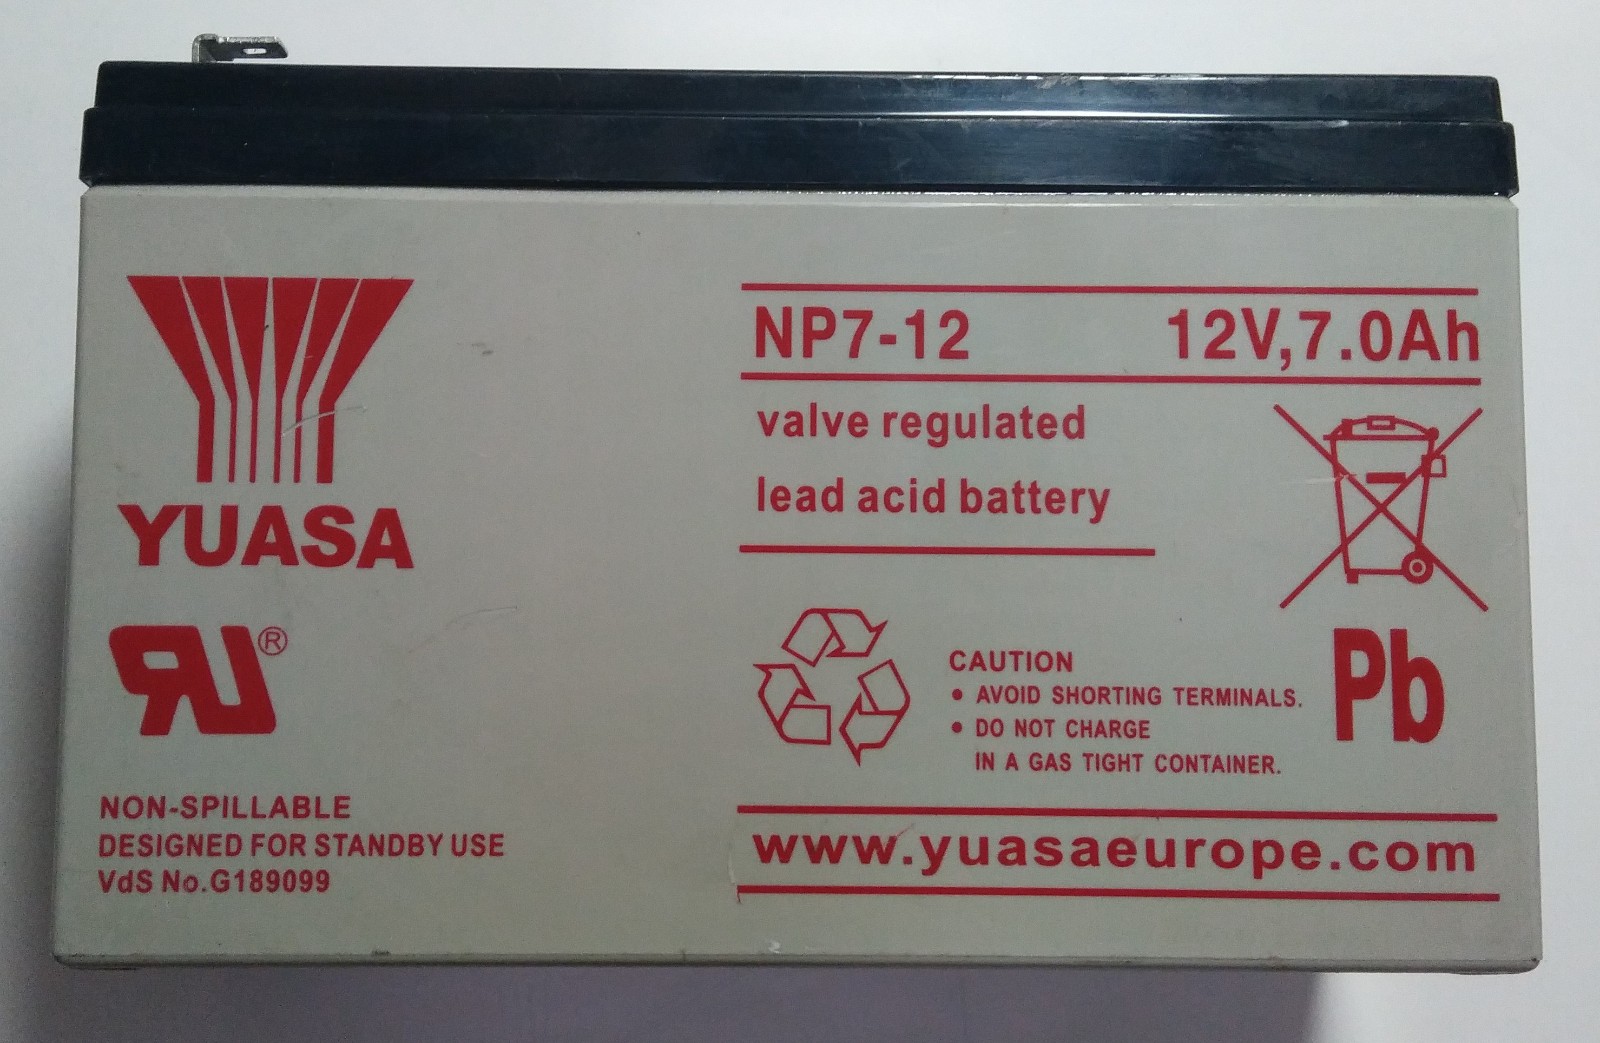 YUASA
®
NON-SPILLABLE
DESIGNED FOR STANDBY USE
VdS No.G189099
NP7-12 12V,7.0Ah
valve regulated
lead acid battery
CAUTION
• AVOID SHORTING TERMINALS.
• DO NOT CHARGE
IN A GAS TIGHT CONTAINER.
Pb
www.yuasaeurope.com